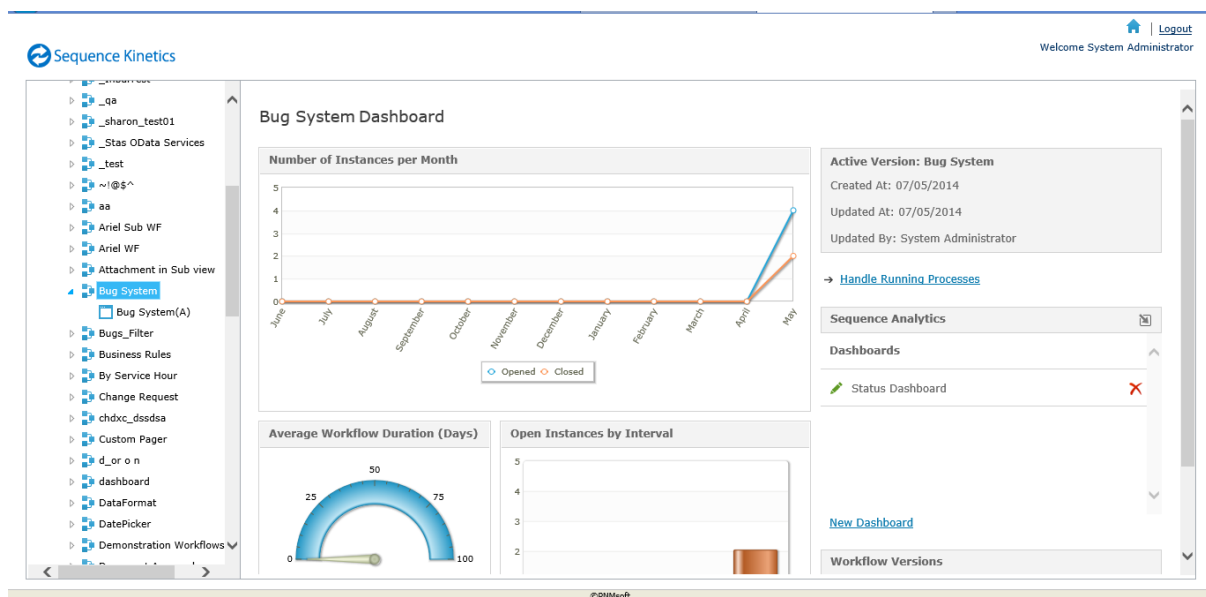 Logout
Welcome System Administrator
Sequence Kinetics
_qa
_sharon_test01
_Stas OData Services
_test
~!@$^
aa
Ariel Sub WF
Ariel WF
Attachment in Sub view
Bug System
Bug System(A)
Bugs_Filter
Business Rules
By Service Hour
Change Request
chdxc_dssdsa
Custom Pager
d_or o n
dashboard
DataFormat
DatePicker
Demonstration Workflows
Bug System Dashboard
Number of Instances per Month
5
4
3
2
1
0
June July August September October November December January February March April May
Opened Closed
Average Workflow Duration (Days)
50
25 75
0 100
Open Instances by Interval
5
4
3
2
Active Version: Bug System
Created At: 07/05/2014
Updated At: 07/05/2014
Updated By: System Administrator
Handle Running Processes
Sequence Analytics
Dashboards
Status Dashboard
New Dashboard
Workflow Versions
©PNMsoft